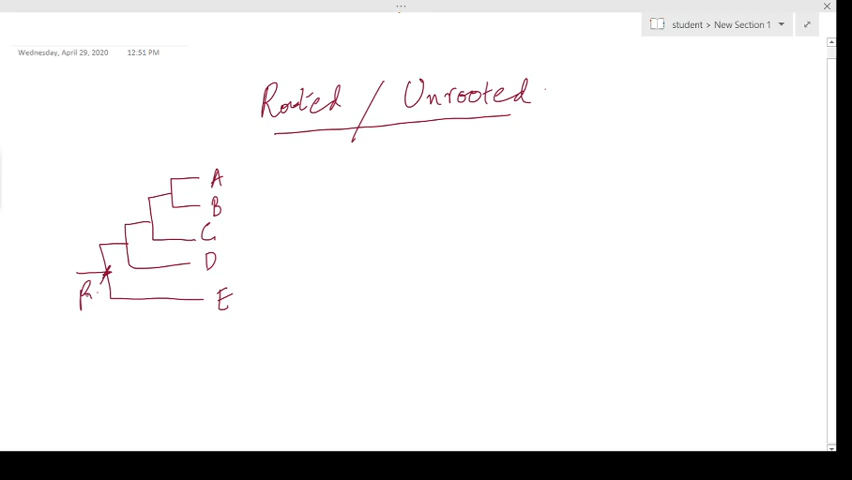 student > New Section 1
Wednesday, April 29, 2020 12:51 PM
Rooted / Unrooted
A
B
C
D
R
E